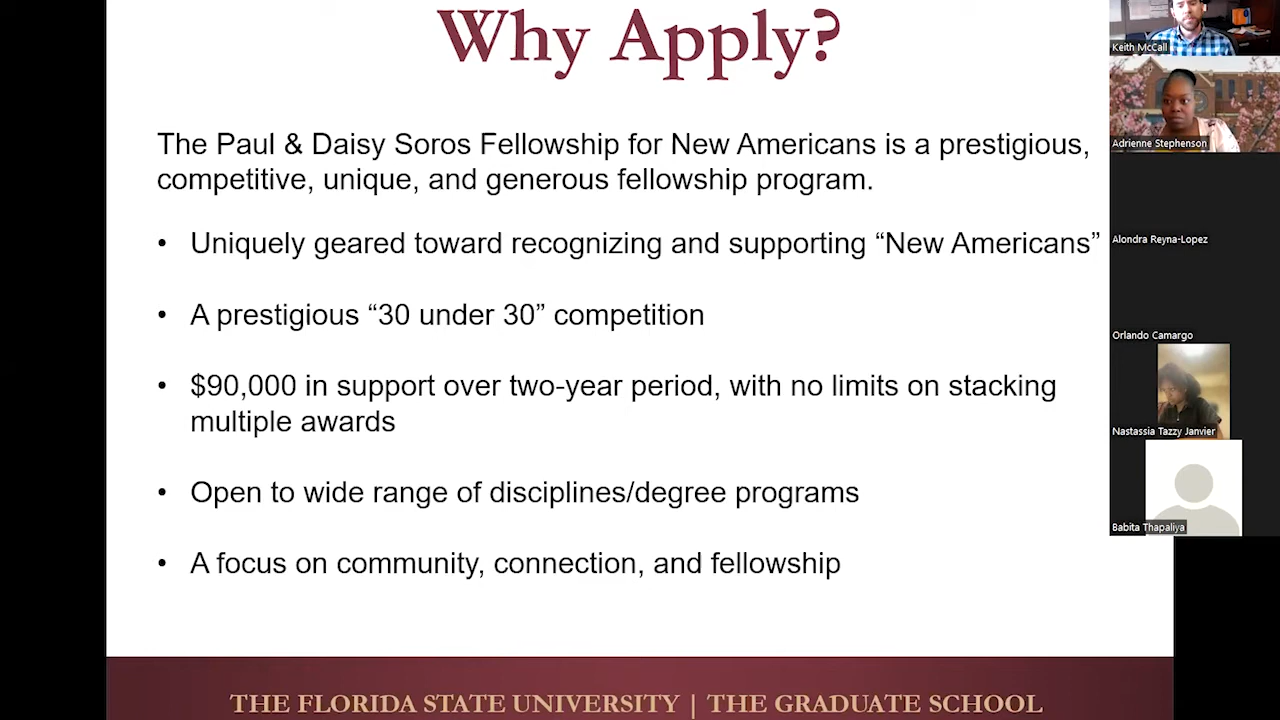 Why Apply?
The Paul & Daisy Soros Fellowship for New Americans is a prestigious,
competitive, unique, and generous fellowship program.
• Uniquely geared toward recognizing and supporting “New Americans”
• A prestigious “30 under 30” competition
• $90,000 in support over two-year period, with no limits on stacking
multiple awards
• Open to wide range of disciplines/degree programs
• A focus on community, connection, and fellowship
THE FLORIDA STATE UNIVERSITY | THE GRADUATE SCHOOL
Keith McCall
Adrienne Stephenson
Alondra Reyna-Lopez
Orlando Camargo
Nastassia Tazzy Janvier
Babita Thapaliya